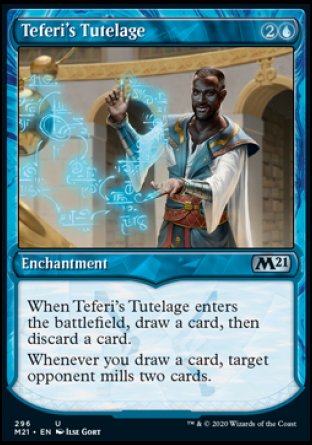 Teferi's Tutelage 2
Enchantment M21
When Teferi's Tutelage enters
the battlefield, draw a card, then
discard a card.
Whenever you draw a card, target
opponent mills two cards.
296 U
M21 • EN Ilse Gort ™ & © 2020 Wizards of the Coast